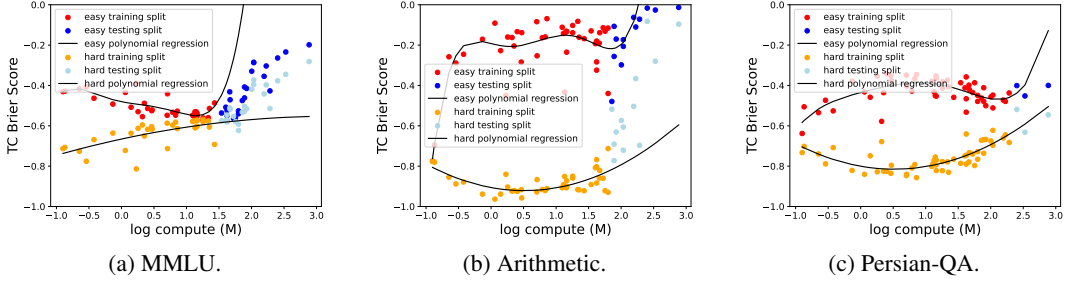 TC Brier Score
0.0
−0.2
−0.4
−0.6
−0.8
−1.0
easy training split
easy testing split
easy polynomial regression
hard training split
hard testing split
hard polynomial regression
−1.0 −0.5 0.0 0.5 1.0 1.5 2.0 2.5 3.0
log compute (M)
(a) MMLU.
TC Brier Score
0.0
−0.2
−0.4
−0.6
−0.8
−1.0
easy training split
easy testing split
easy polynomial regression
hard training split
hard testing split
hard polynomial regression
−1.0 −0.5 0.0 0.5 1.0 1.5 2.0 2.5 3.0
log compute (M)
(b) Arithmetic.
TC Brier Score
0.0
−0.2
−0.4
−0.6
−0.8
−1.0
easy training split
easy testing split
easy polynomial regression
hard training split
hard testing split
hard polynomial regression
−1.0 −0.5 0.0 0.5 1.0 1.5 2.0 2.5 3.0
log compute (M)
(c) Persian-QA.